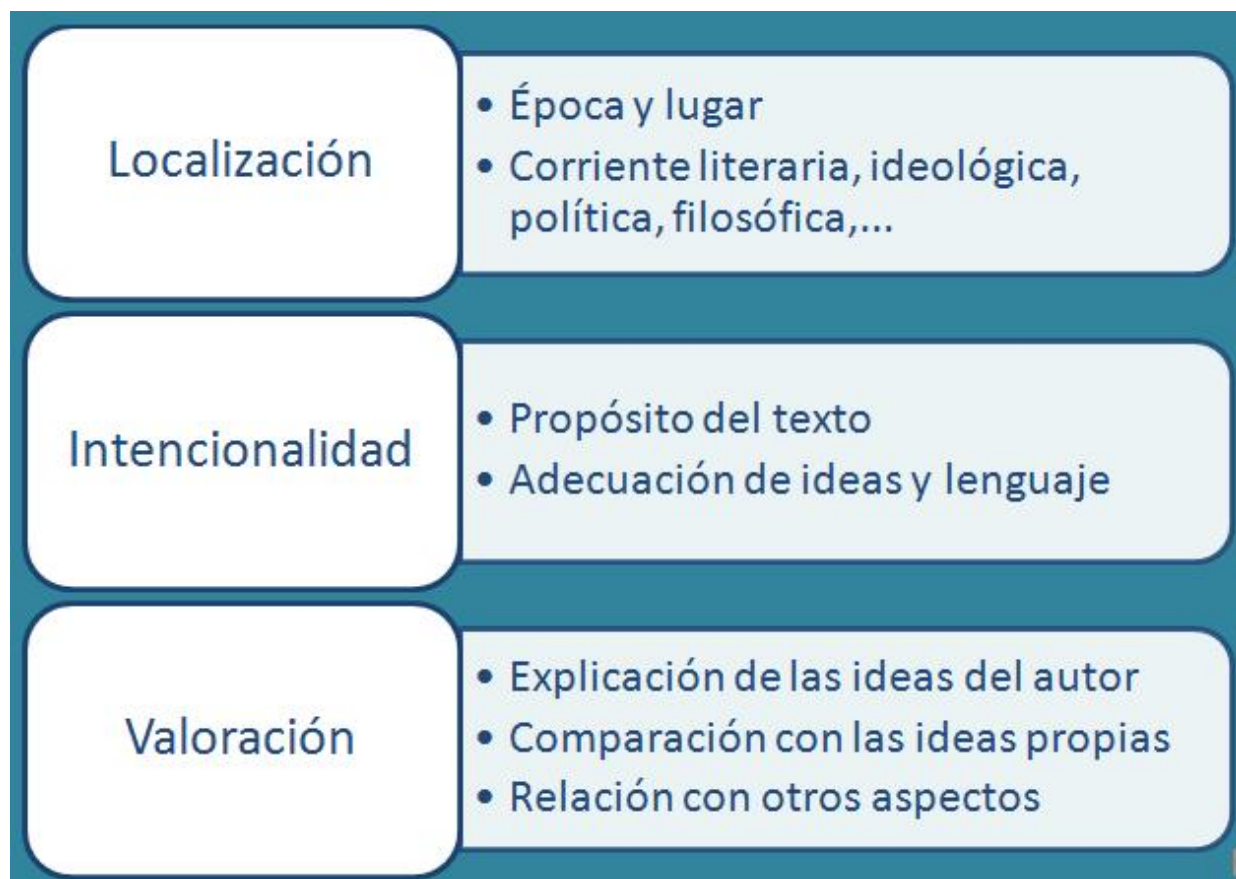 Localización
• Época y lugar
• Corriente literaria, ideológica,
política, filosófica,...
Intencionalidad
• Propósito del texto
• Adecuación de ideas y lenguaje
Valoración
• Explicación de las ideas del autor
• Comparación con las ideas propias
• Relación con otros aspectos